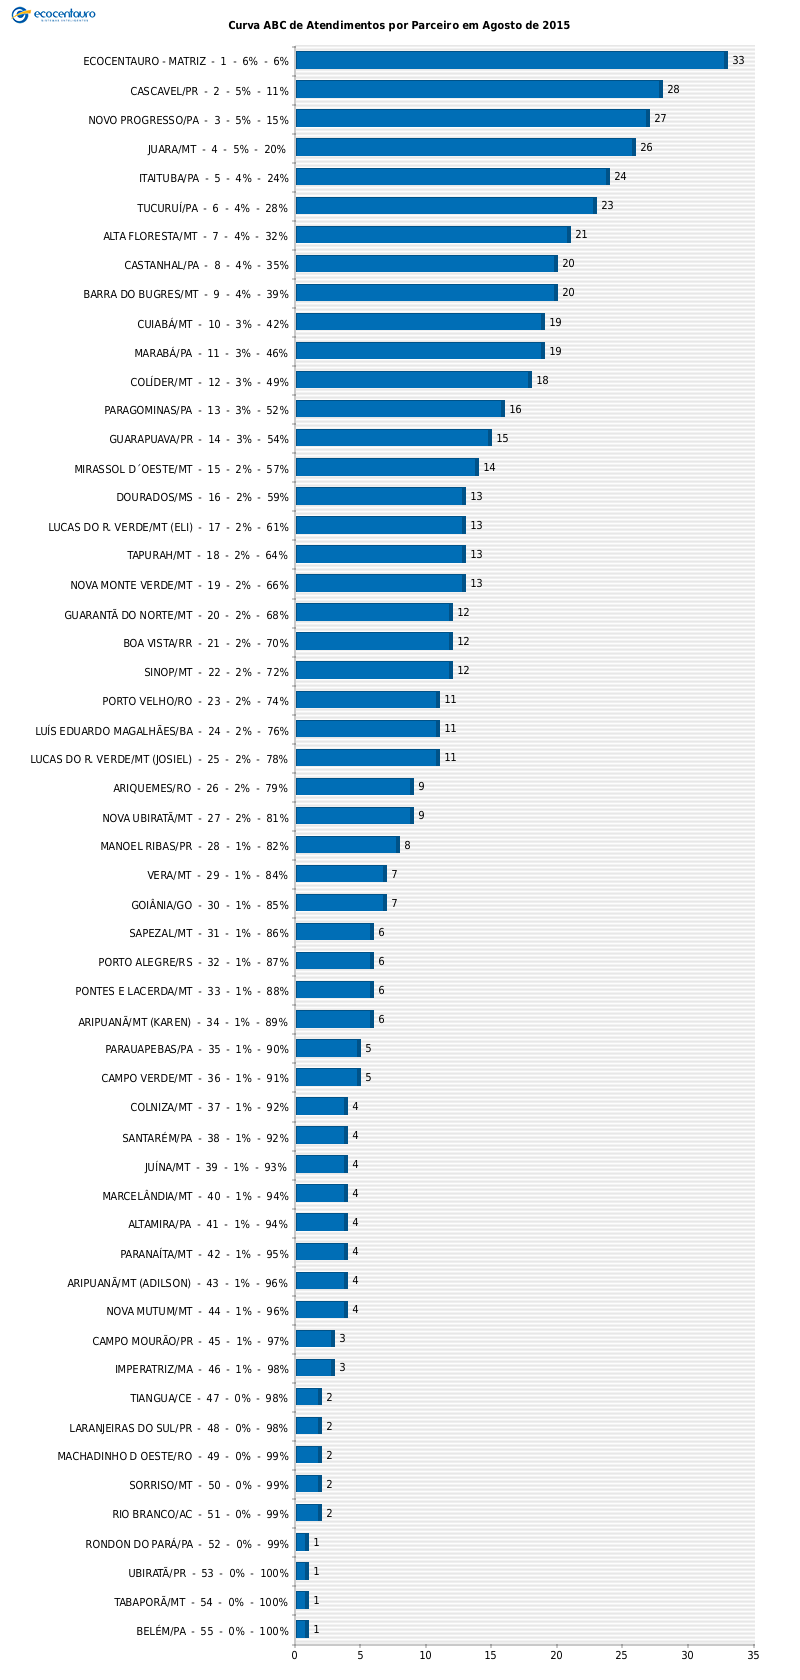 ecocentauro
Curva ABC de Atendimentos por Parceiro em Agosto de 2015
ECOCENTAURO - MATRIZ - 1 - 6% - 6% 33
CASCAVEL/PR - 2 - 5% - 11% 28
NOVO PROGRESSO/PA - 3 - 5% - 15% 27
JUARA/MT - 4 - 5% - 20% 26
ITAITUBA/PA - 5 - 4% - 24% 24
TUCURUÍ/PA - 6 - 4% - 28% 23
ALTA FLORESTA/MT - 7 - 4% - 32% 21
CASTANHAL/PA - 8 - 4% - 35% 20
BARRA DO BUGRES/MT - 9 - 4% - 39% 20
CUIABÁ/MT - 10 - 3% - 42% 19
MARABÁ/PA - 11 - 3% - 46% 19
COLÍDER/MT - 12 - 3% - 49% 18
PARAGOMINAS/PA - 13 - 3% - 52% 16
GUARAPUAVA/PR - 14 - 3% - 54% 15
MIRASSOL D´OESTE/MT - 15 - 2% - 57% 14
DOURADOS/MS - 16 - 2% - 59% 13
LUCAS DO R. VERDE/MT (ELI) - 17 - 2% - 61% 13
TAPURAH/MT - 18 - 2% - 64% 13
NOVA MONTE VERDE/MT - 19 - 2% - 66% 13
GUARANTÃ DO NORTE/MT - 20 - 2% - 68% 12
BOA VISTA/RR - 21 - 2% - 70% 12
SINOP/MT - 22 - 2% - 72% 12
PORTO VELHO/RO - 23 - 2% - 74% 11
LUÍS EDUARDO MAGALHÃES/BA - 24 - 2% - 76% 11
LUCAS DO R. VERDE/MT (JOSIEL) - 25 - 2% - 78% 11
ARIQUEMES/RO - 26 - 2% - 79% 9
NOVA UBIRATÃ/MT - 27 - 2% - 81% 9
MANOEL RIBAS/PR - 28 - 1% - 82% 8
VERA/MT - 29 - 1% - 84% 7
GOIÂNIA/GO - 30 - 1% - 85% 7
SAPEZAL/MT - 31 - 1% - 86% 6
PORTO ALEGRE/RS - 32 - 1% - 87% 6
PONTES E LACERDA/MT - 33 - 1% - 88% 6
ARIPUANÃ/MT (KAREN) - 34 - 1% - 89% 6
PARAUAPEBAS/PA - 35 - 1% - 90% 5
CAMPO VERDE/MT - 36 - 1% - 91% 5
COLNIZA/MT - 37 - 1% - 92% 4
SANTARÉM/PA - 38 - 1% - 92% 4
JUÍNA/MT - 39 - 1% - 93% 4
MARCELÂNDIA/MT - 40 - 1% - 94% 4
ALTAMIRA/PA - 41 - 1% - 94% 4
PARANAÍTA/MT - 42 - 1% - 95% 4
ARIPUANÃ/MT (ADILSON) - 43 - 1% - 96% 4
NOVA MUTUM/MT - 44 - 1% - 96% 4
CAMPO MOURÃO/PR - 45 - 1% - 97% 3
IMPERATRIZ/MA - 46 - 1% - 98% 3
TIANGUA/CE - 47 - 0% - 98% 2
LARANJEIRAS DO SUL/PR - 48 - 0% - 98% 2
MACHADINHO D OESTE/RO - 49 - 0% - 99% 2
SORRISO/MT - 50 - 0% - 99% 2
RIO BRANCO/AC - 51 - 0% - 99% 2
RONDON DO PARÁ/PA - 52 - 0% - 99% 1
UBIRATÃ/PR - 53 - 0% - 100% 1
TABAPORÃ/MT - 54 - 0% - 100% 1
BELÉM/PA - 55 - 0% - 100% 1
0 5 10 15 20 25 30 35